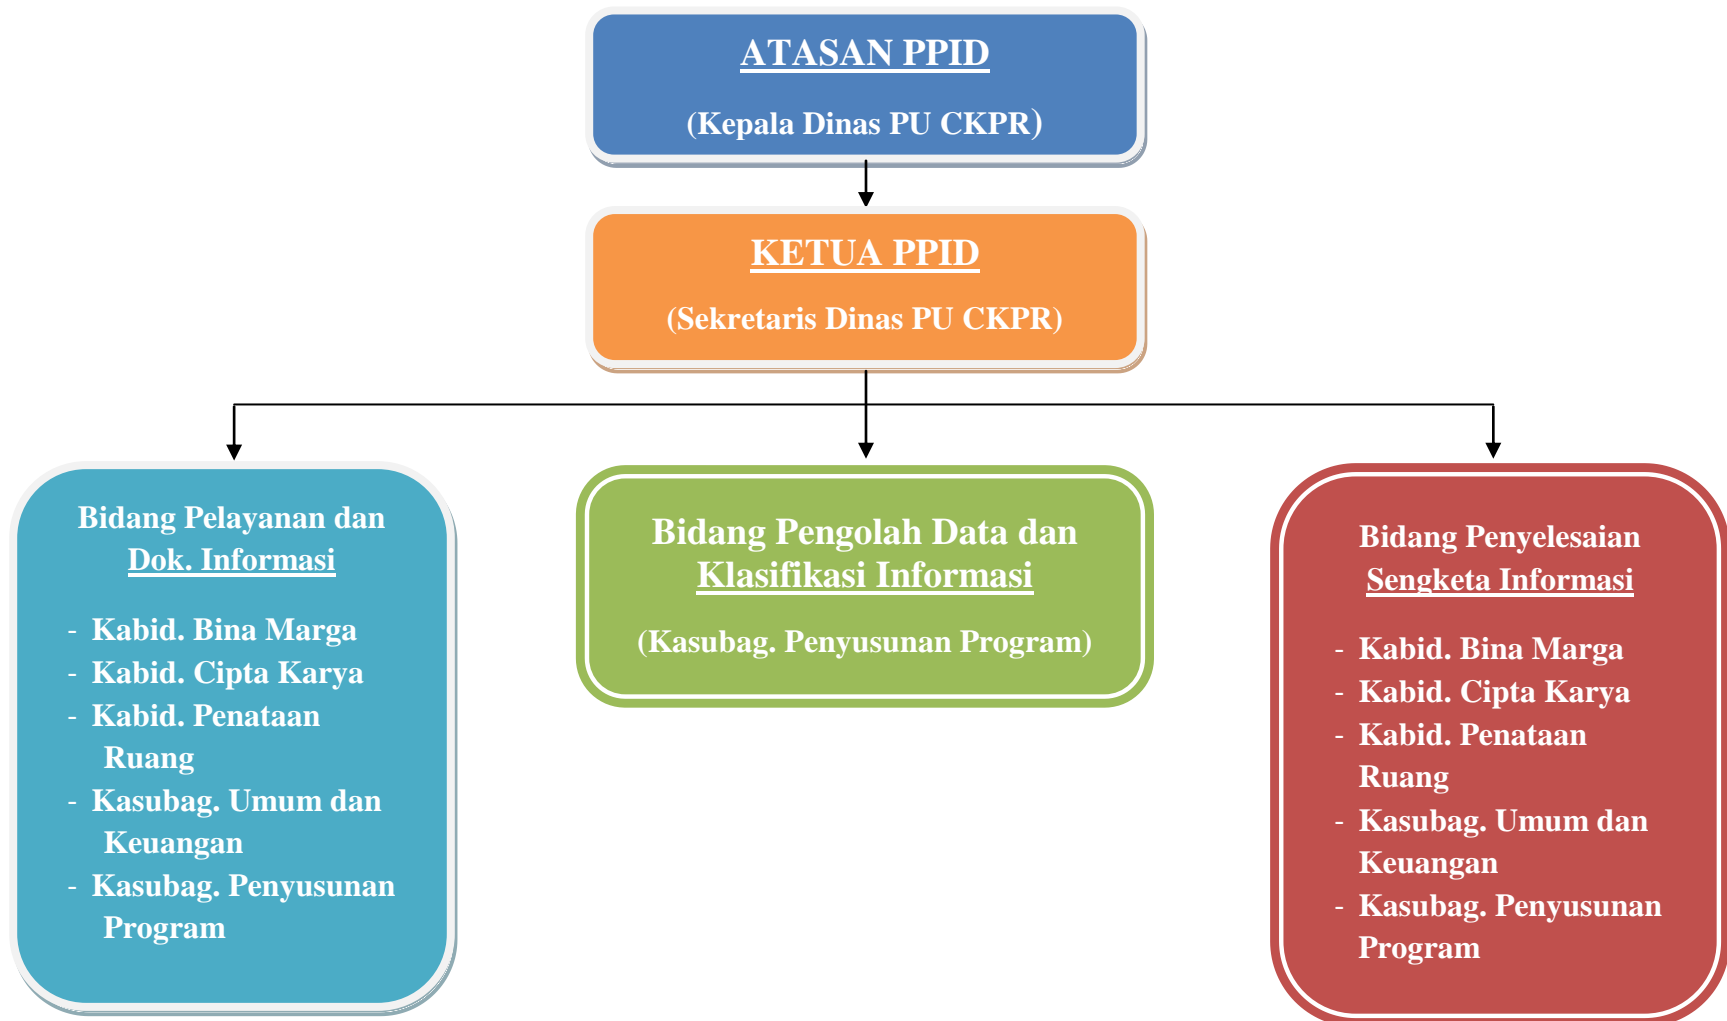 ATASAN PPID
(Kepala Dinas PU CKPR)
KETUA PPID
(Sekretaris Dinas PU CKPR)
Bidang Pelayanan dan
Dok. Informasi
- Kabid. Bina Marga
- Kabid. Cipta Karya
- Kabid. Penataan
Ruang
- Kasubag. Umum dan
Keuangan
- Kasubag. Penyusunan
Program
Bidang Pengolah Data dan
Klasifikasi Informasi
(Kasubag. Penyusunan Program)
Bidang Penyelesaian
Sengketa Informasi
- Kabid. Bina Marga
- Kabid. Cipta Karya
- Kabid. Penataan
Ruang
- Kasubag. Umum dan
Keuangan
- Kasubag. Penyusunan
Program